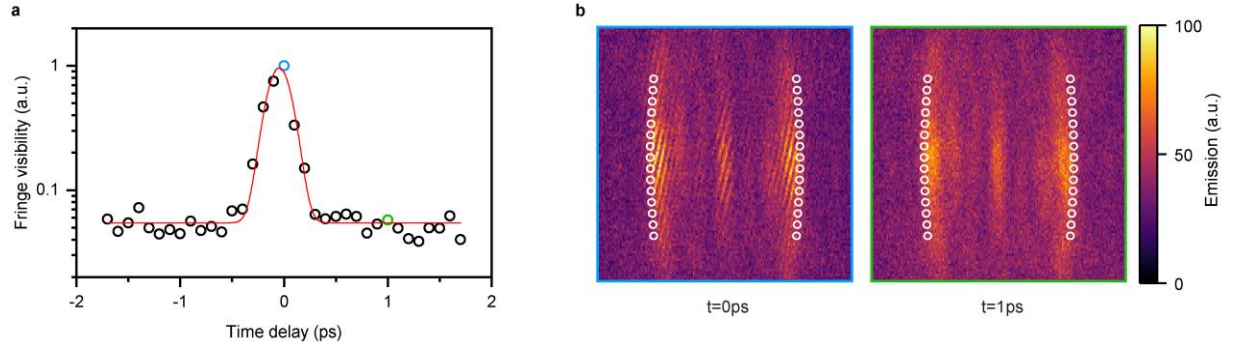 a
Fringe visibility (a.u.)
1
0.1
-2
-1
0
1
2
Time delay (ps)
b
t=0ps
t=1ps
100
50
0
Emission (a.u.)